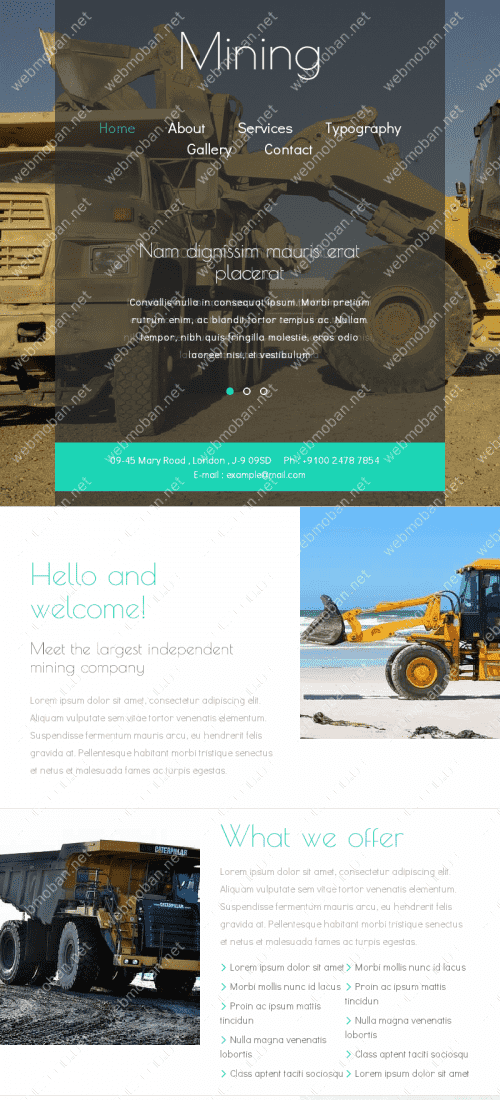 Mining
Home About Services Typography
Gallery Contact
Nam dignissim mauris erat
placerat
Convallis nulla in consequat ipsum. Morbi pretium
rutrum enim, ac blandit tortor tempus ac. Nullam
tempor, nibh quis fringilla molestie, eros odio
laoreet nisi, et vestibulum
09-45 Mary Road , London , J-9 09SD Ph : +9100 2478 7854
E-mail : example@mail.com
Hello and
welcome!
Meet the largest independent
mining company
Lorem ipsum dolor sit amet, consectetur adipiscing elit.
Aliquam vulputate sem vitae tortor venenatis elementum.
Suspendisse fermentum mauris arcu, eu hendrerit felis
gravida at. Pellentesque habitant morbi tristique senectus
et netus et malesuada fames ac turpis egestas.
CATERPILLAR
CATERPILLAR
What we offer
Lorem ipsum dolor sit amet, consectetur adipiscing elit.
Aliquam vulputate sem vitae tortor venenatis elementum.
Suspendisse fermentum mauris arcu, eu hendrerit felis
gravida at. Pellentesque habitant morbi tristique senectus
et netus et malesuada fames ac turpis egestas.
Lorem ipsum dolor sit amet
Morbi mollis nunc id lacus
Proin ac ipsum mattis
tincidun
Nulla magna venenatis
lobortis
Class aptent taciti sociosqu
Morbi mollis nunc id lacus
Proin ac ipsum mattis
tincidun
Nulla magna venenatis
lobortis
Class aptent taciti sociosqu
Lorem ipsum dolor sit amet
webmoban.net